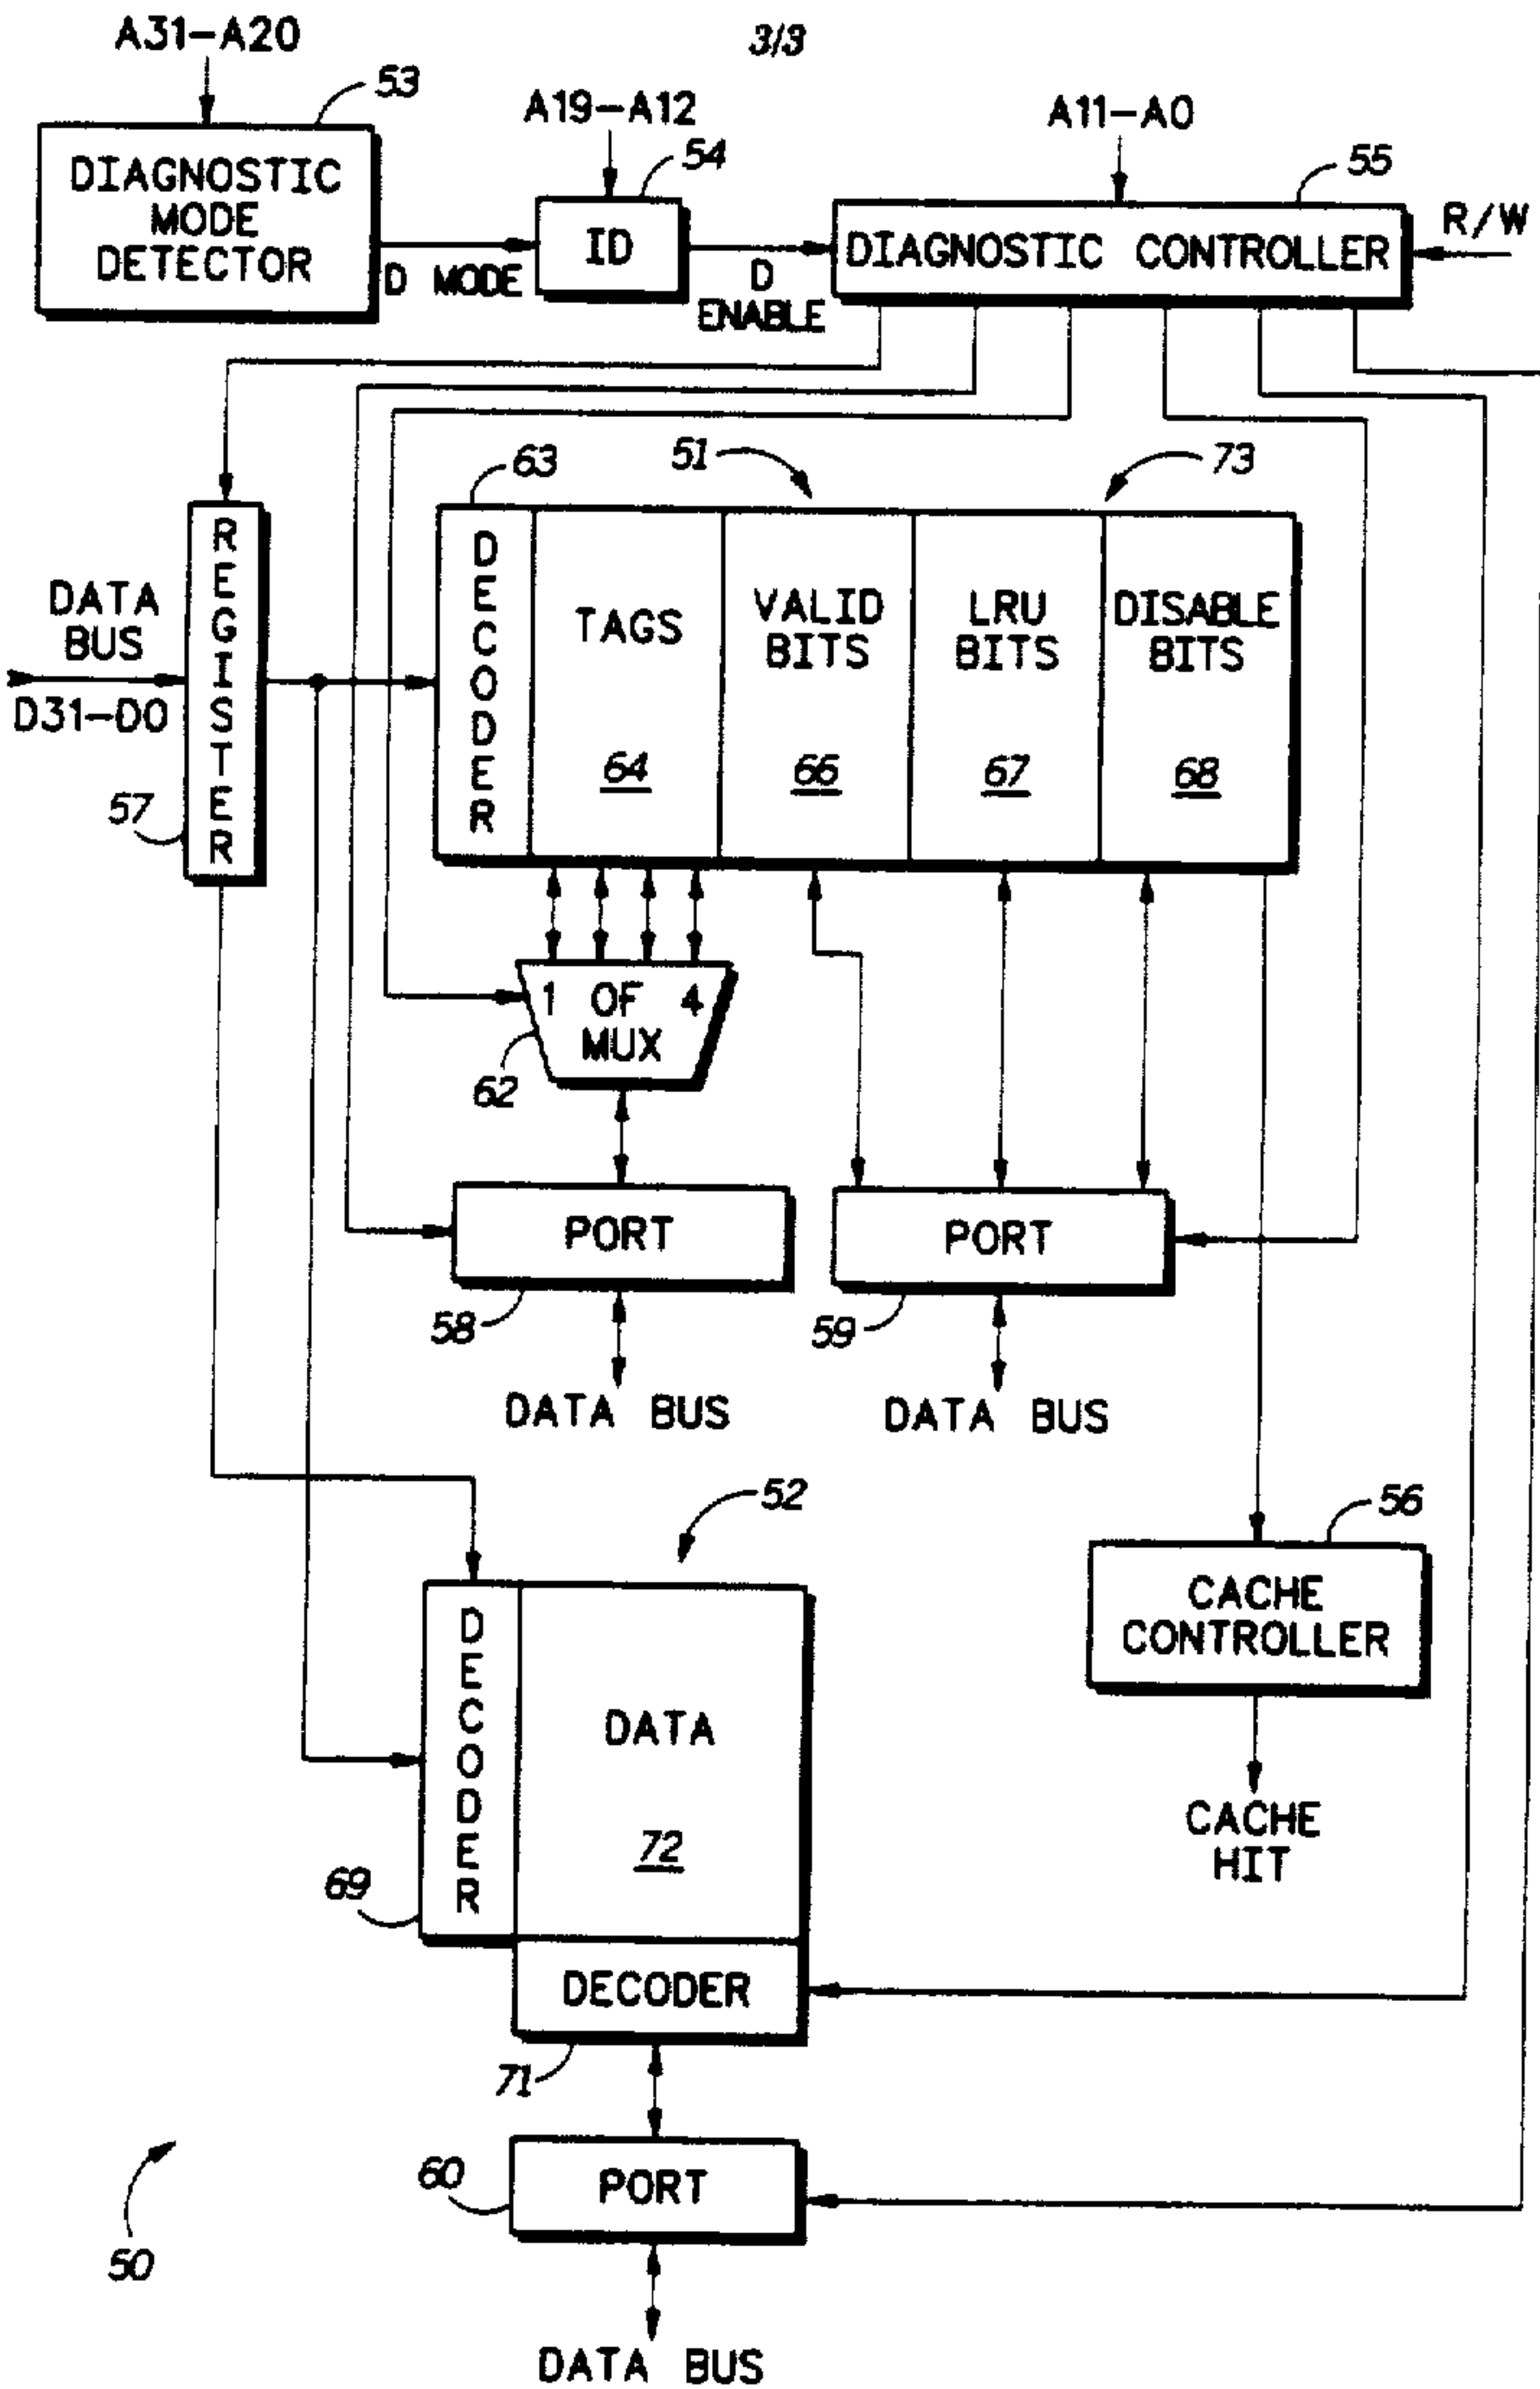 A31-A20
3/3
53
A19-A12
A11-A0
54
55
DIAGNOSTIC
MODE
DETECTOR
ID
DIAGNOSTIC CONTROLLER
R/W
D MODE
D
ENABLE
63
51
73
REGISTER
DECODER
TAGS
64
VALID
BITS
66
LRU
BITS
67
DISABLE
BITS
68
DATA
BUS
D31-D0
57
1 OF 4
MUX
62
PORT
PORT
58
59
DATA BUS
DATA BUS
52
56
DECODER
DATA
72
CACHE
CONTROLLER
69
CACHE
HIT
DECODER
71
60
PORT
50
DATA BUS